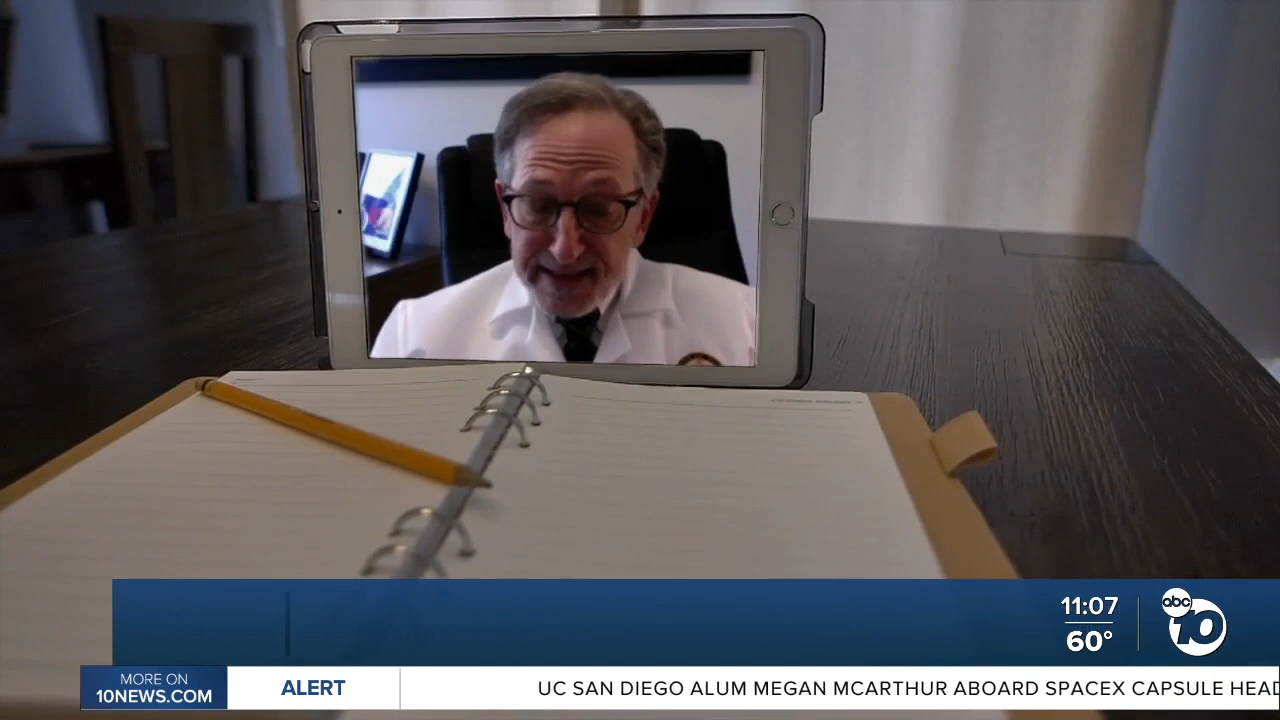 11:07
60°
abc
10
MORE ON
10NEWS.COM
ALERT
UC SAN DIEGO ALUM MEGAN MCARTHUR ABOARD SPACEX CAPSULE HEAD